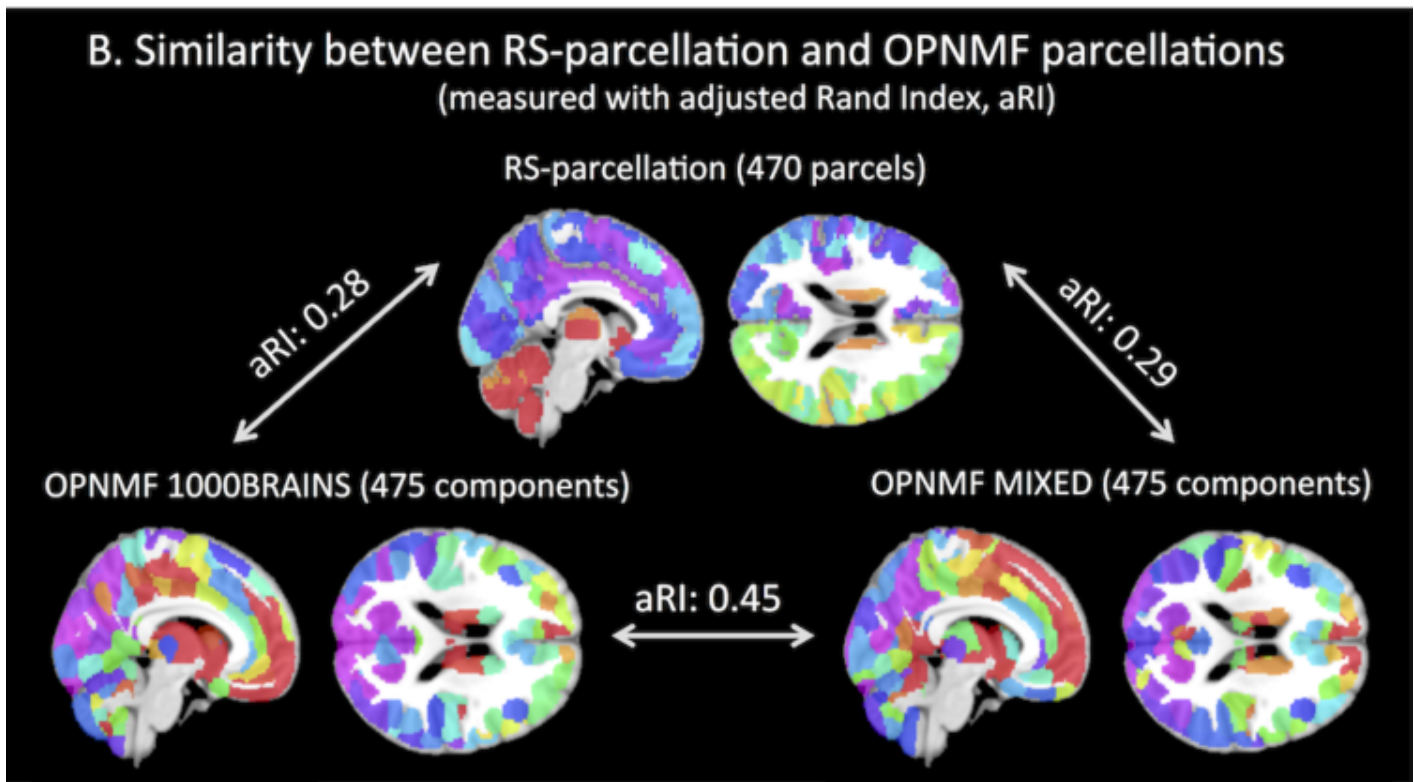 B. Similarity between RS-parcellation and OPNMF parcellations
(measured with adjusted Rand Index, aRI)
RS-parcellation (470 parcels)
aRI: 0.28
aRI: 0.29
OPNMF 1000BRAINS (475 components)
OPNMF MIXED (475 components)
aRI: 0.45